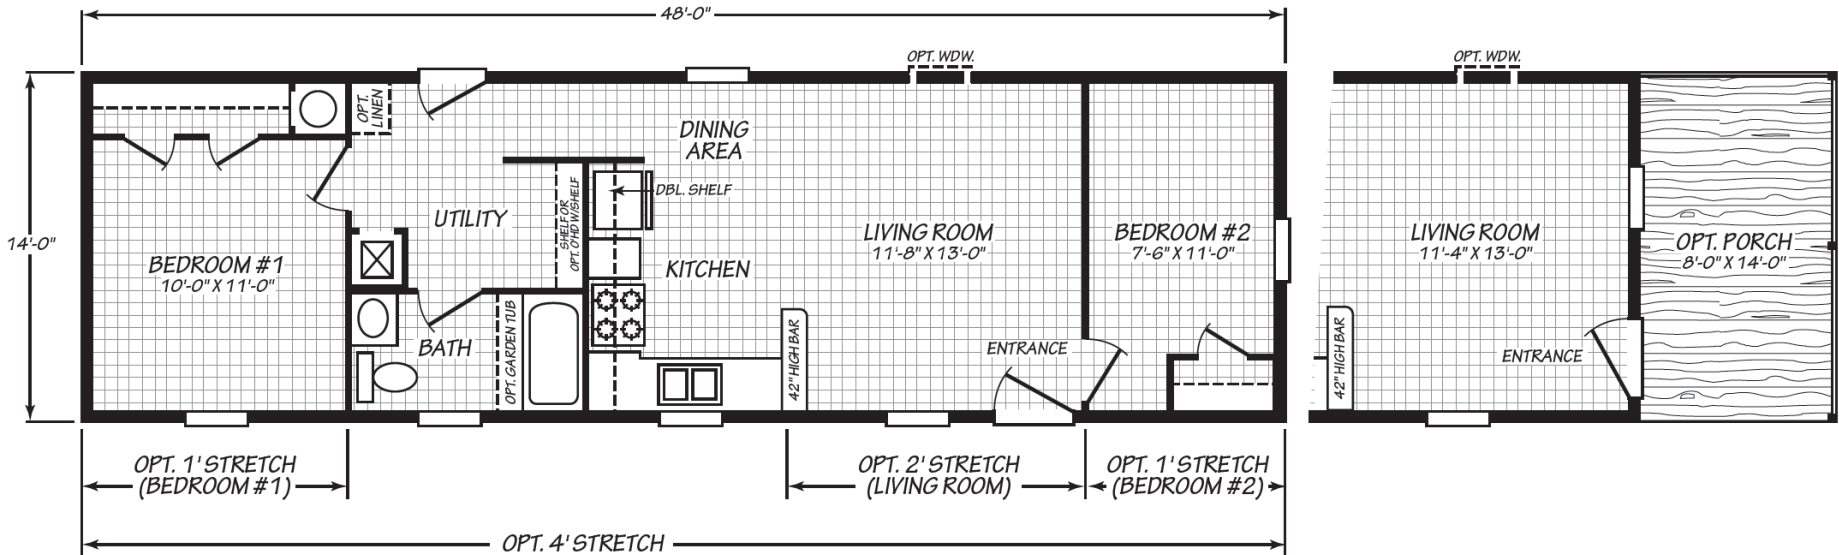 48'-0"
OPT. WDW.
OPT. WDW.
OPT.
LINEN
DINING
AREA
DBL. SHELF
14'-0"
UTILITY
SHELF FOR
OPT. O'HD W/SHELF
LIVING ROOM
11'-8" X 13'-0"
BEDROOM #2
7'-6" X 11'-0"
LIVING ROOM
11'-4" X 13'-0"
OPT. PORCH
8'-0" X 14'-0"
BEDROOM #1
10'-0" X 11'-0"
KITCHEN
BATH
OPT. GARDEN TUB
42" HIGH BAR
ENTRANCE
42" HIGH BAR
ENTRANCE
OPT. 1' STRETCH
(BEDROOM #1)
OPT. 2' STRETCH
(LIVING ROOM)
OPT. 1' STRETCH
(BEDROOM #2)
OPT. 4' STRETCH